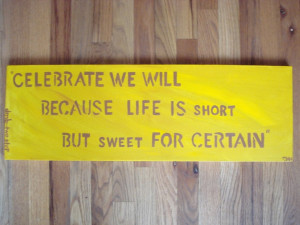 "CELEBRATE WE WILL
BECAUSE LIFE IS SHORT
BUT SWEET FOR CERTAIN"